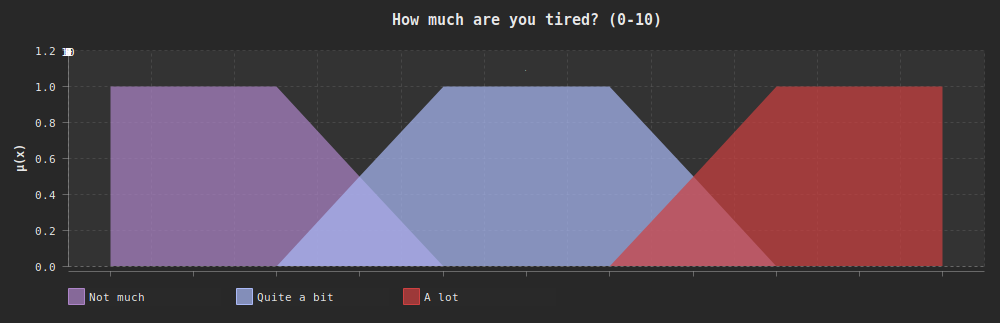 How much are you tired? (0-10)
1.2
1.0
0.8
0.6
0.4
0.2
0.0
μ(x)
Not much
Quite a bit
A lot